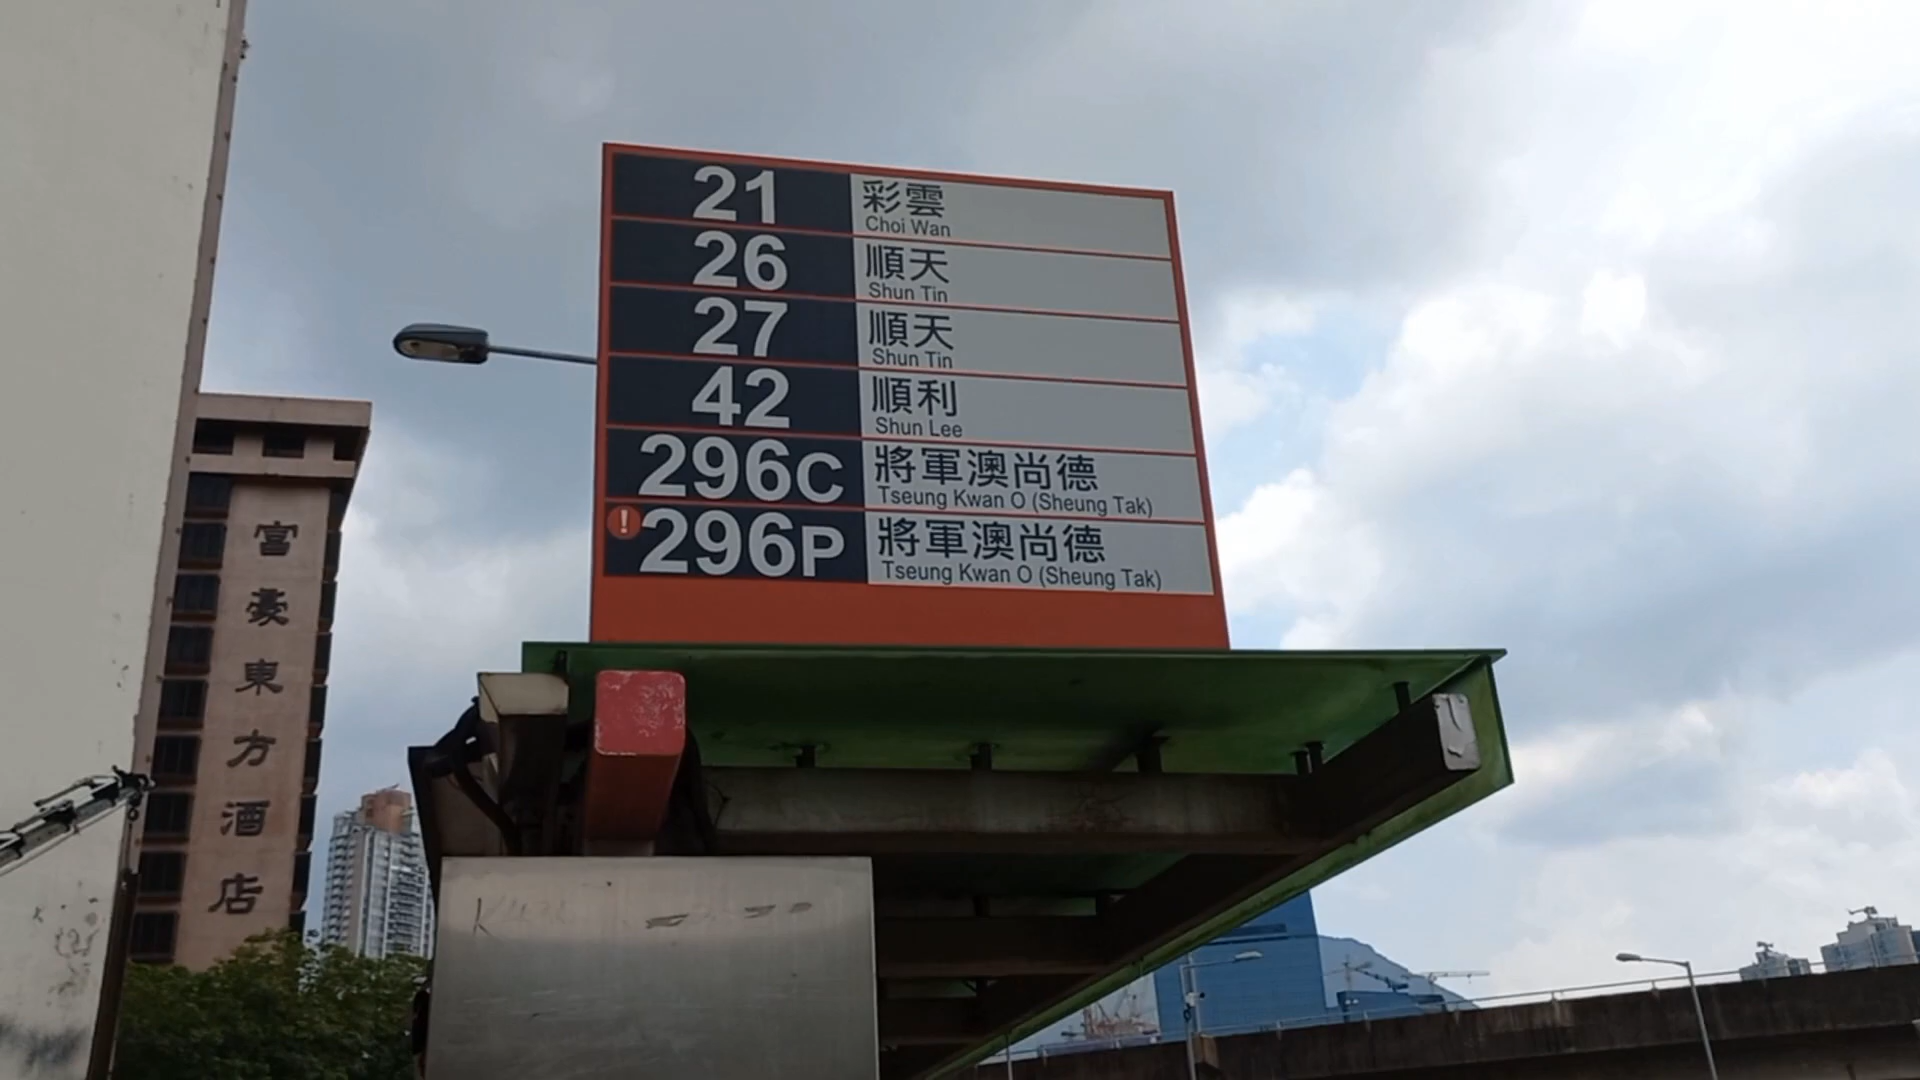 21 彩雲
Choi Wan
26 順天
Shun Tin
27 順天
Shun Tin
42 順利
Shun Lee
296C 將軍澳尚德
Tseung Kwan O (Sheung Tak)
! 296P 將軍澳尚德
Tseung Kwan O (Sheung Tak)
富豪東方酒店